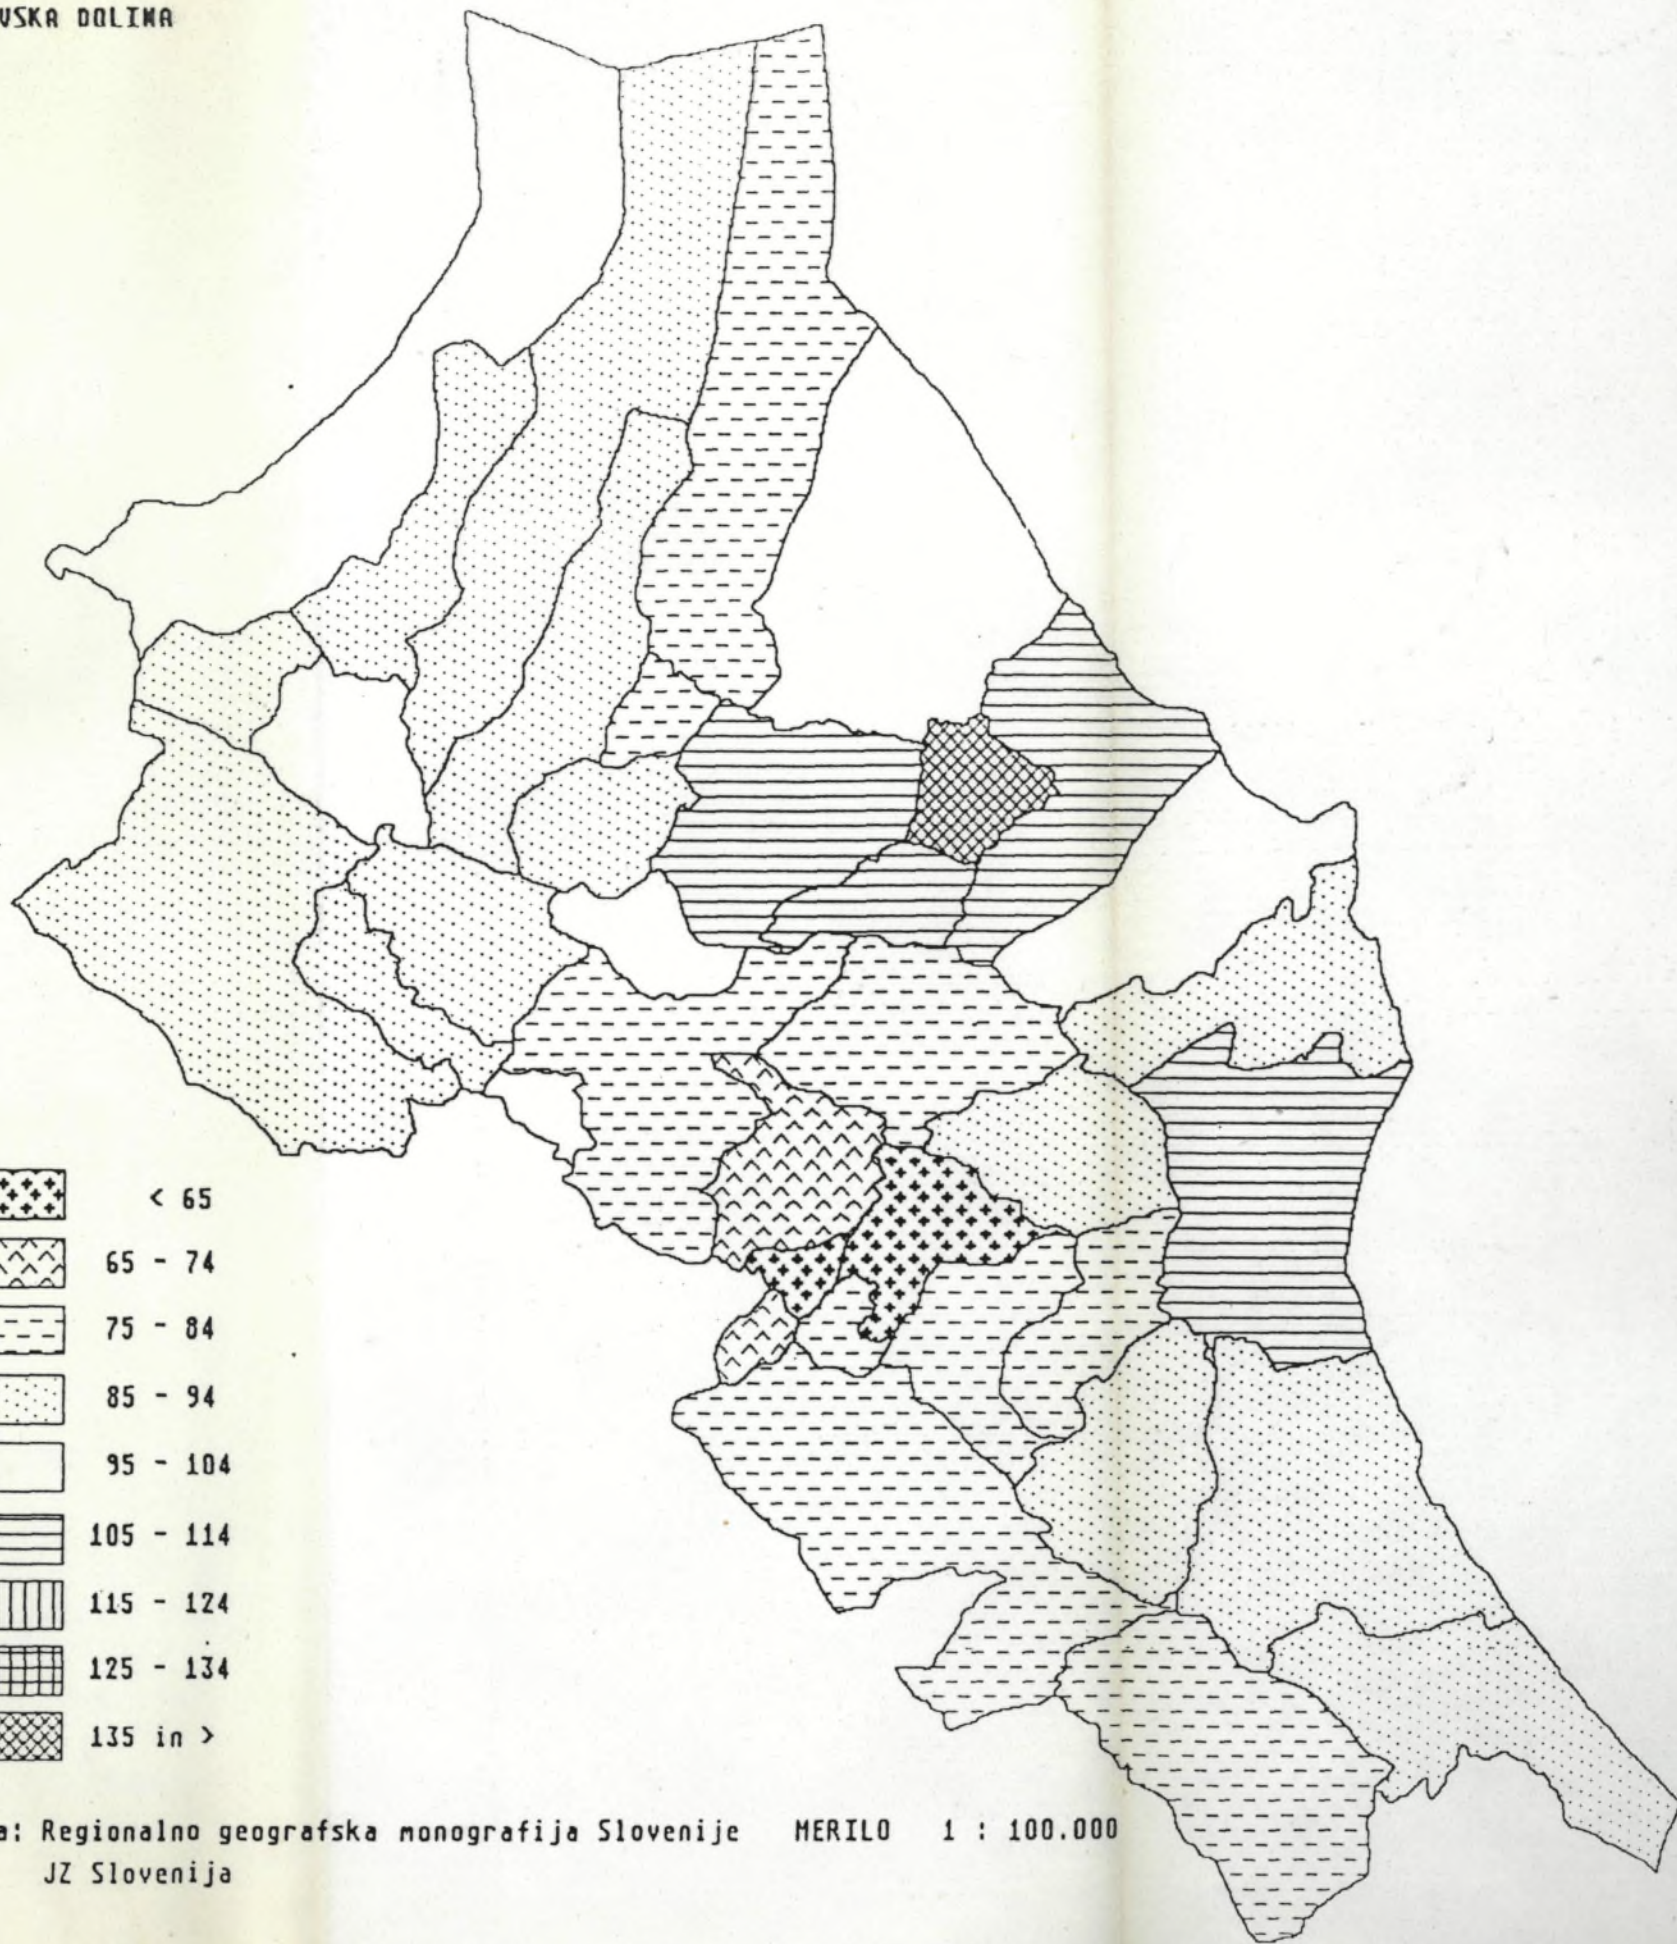 DOLINA
< 65
65 - 74
75 - 84
85 - 94
95 - 104
105 - 114
115 - 124
125 - 134
135 in >
Regionalno geografska monografija Slovenije MERILO 1 : 100.000
JZ Slovenija